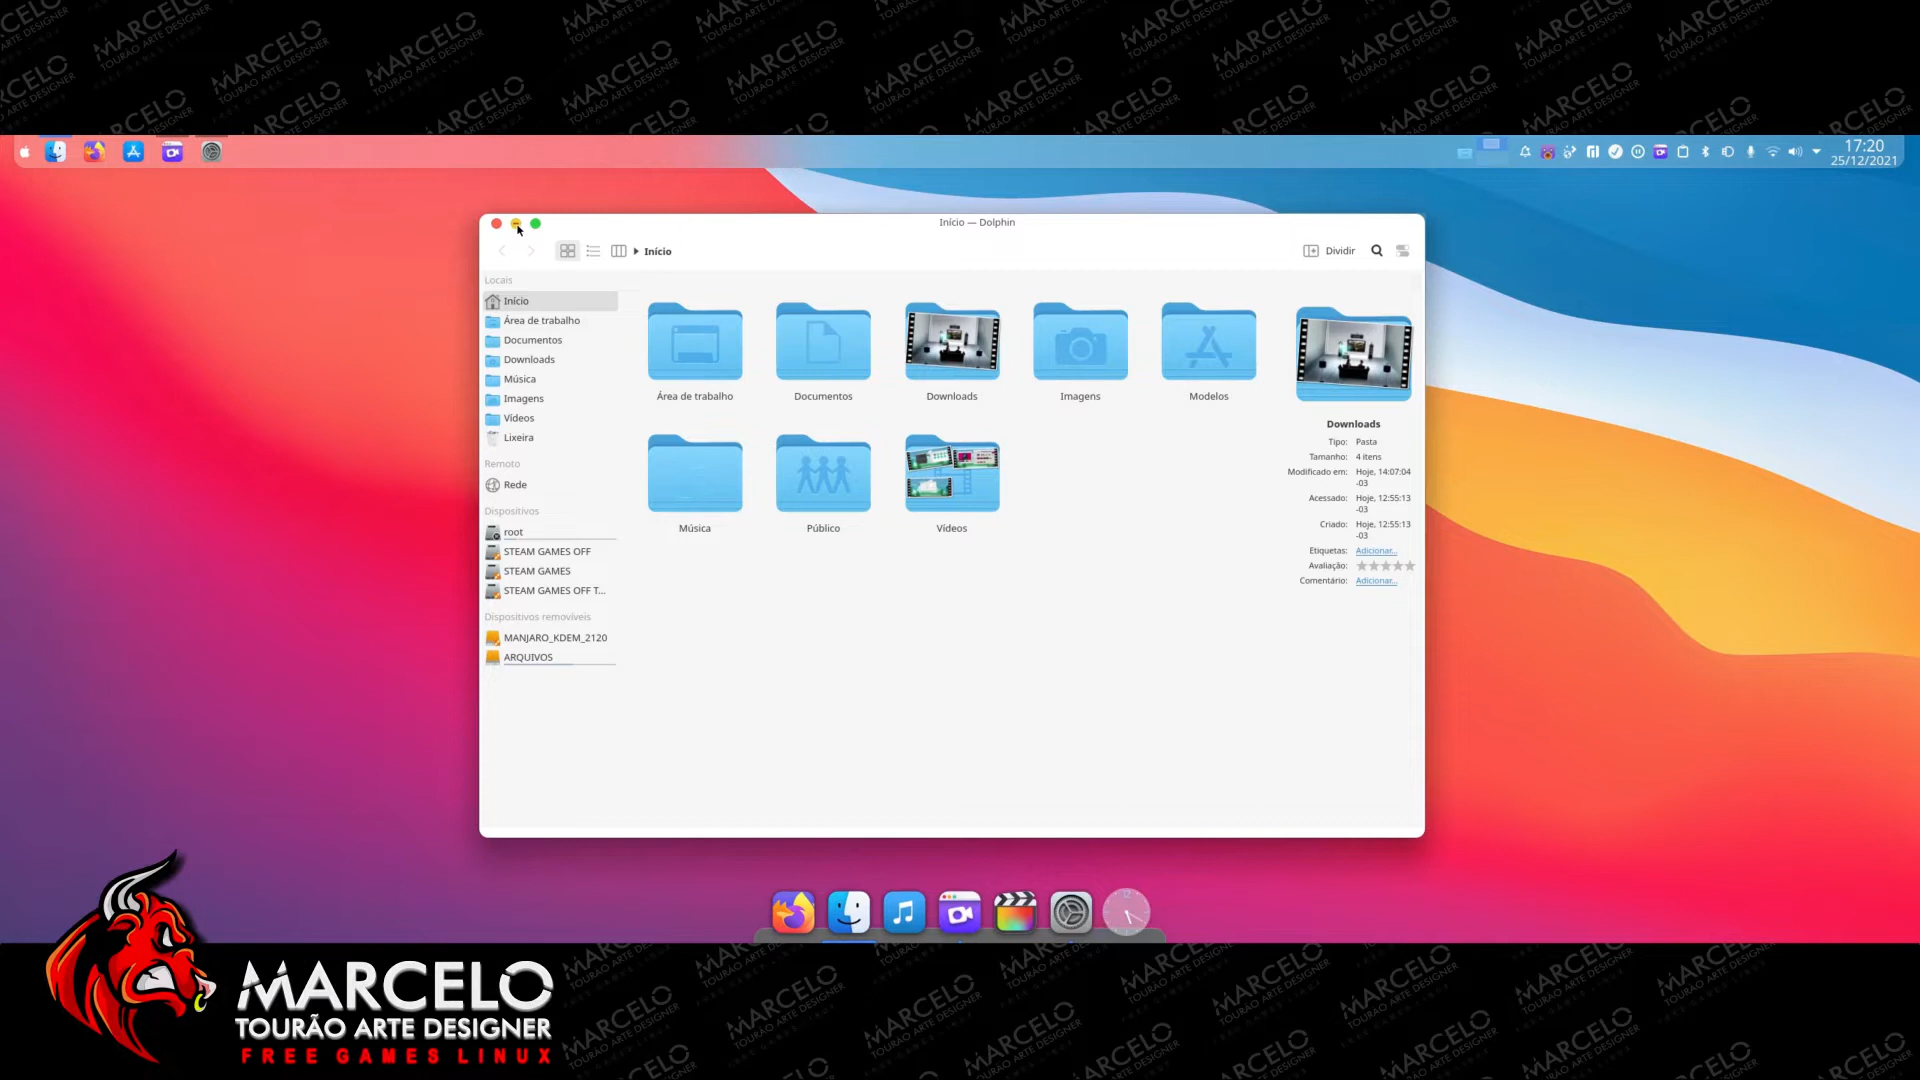 17:20
25/12/2021
Início — Dolphin
Início
Dividir
Locais
Início
Área de trabalho
Documentos
Downloads
Música
Imagens
Vídeos
Lixeira
Remoto
Rede
Dispositivos
root
STEAM GAMES OFF
STEAM GAMES
STEAM GAMES OFF T...
Dispositivos removíveis
MANJARO_KDEM_2120
ARQUIVOS
Área de trabalho
Documentos
Downloads
Imagens
Modelos
Música
Público
Vídeos
Downloads
Tipo: Pasta
Tamanho: 4 itens
Modificado em: Hoje, 14:07:04
-03
Acessado: Hoje, 12:55:13
-03
Criado: Hoje, 12:55:13
-03
Etiquetas: Adicionar...
Avaliação:
Comentário: Adicionar...
MARCELO
TOURÃO ARTE DESIGNER
FREE GAMES LINUX